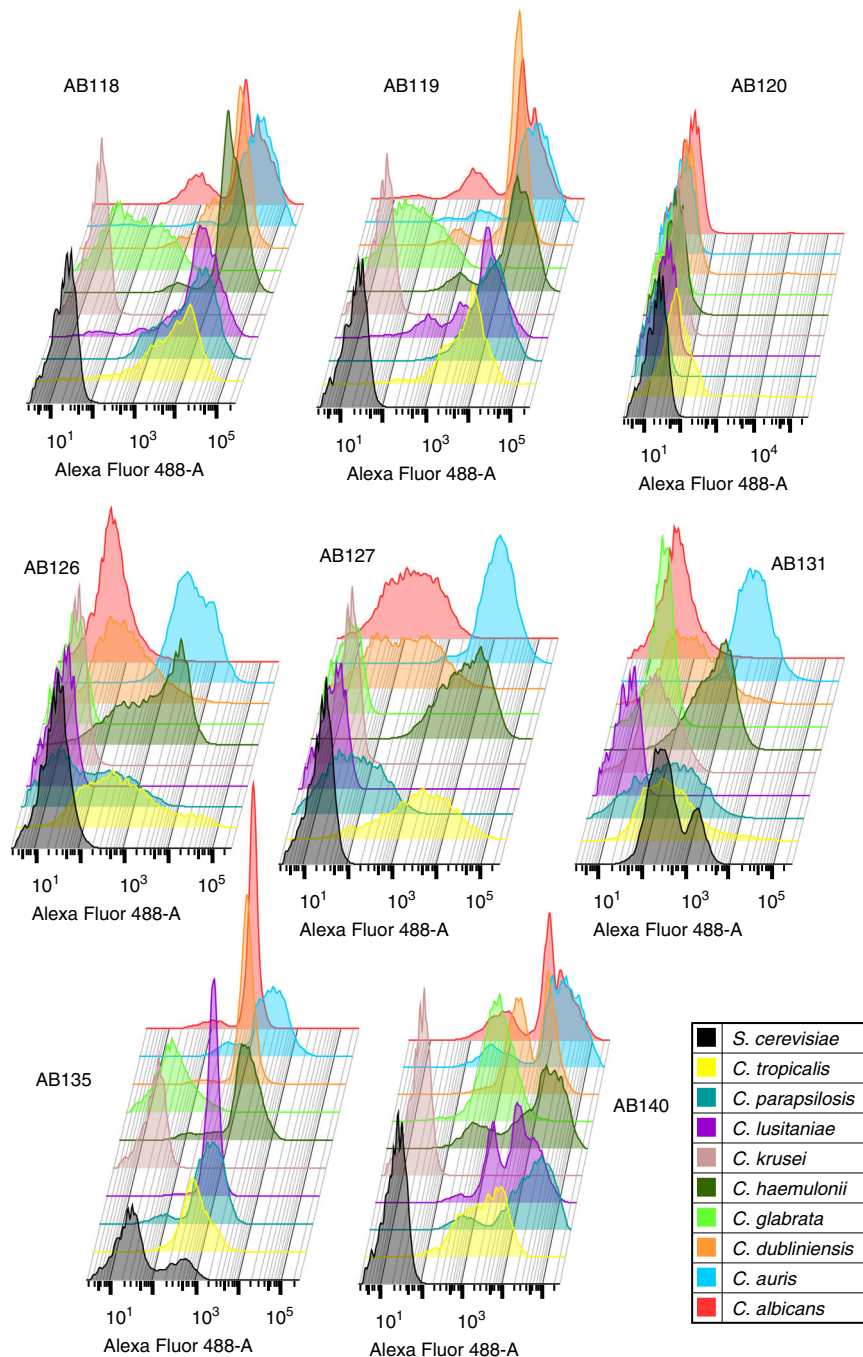 AB118
AB119
AB120
10¹ 10³ 10⁵
10¹ 10³ 10⁵
10¹ 10⁴
Alexa Fluor 488-A
Alexa Fluor 488-A
Alexa Fluor 488-A
AB126
AB127
AB131
10¹ 10³ 10⁵
10¹ 10³ 10⁵
10¹ 10³ 10⁵
Alexa Fluor 488-A
Alexa Fluor 488-A
Alexa Fluor 488-A
AB135
AB140
10¹ 10³ 10⁵
10¹ 10³
Alexa Fluor 488-A
Alexa Fluor 488-A
S. cerevisiae
C. tropicalis
C. parapsilosis
C. lusitaniae
C. krusei
C. haemulonii
C. glabrata
C. dubliniensis
C. auris
C. albicans